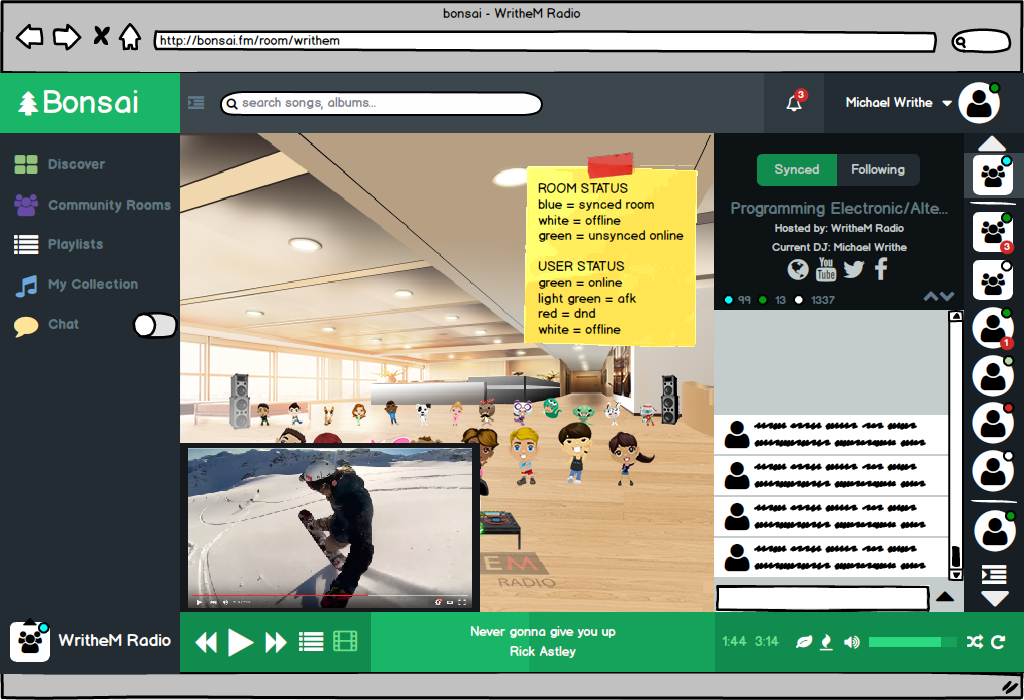 bonsai - WritheM Radio
http://bonsai.fm/room/writhem
Bonsai
search songs, albums...
3
Michael Writhe
Discover
Community Rooms
Playlists
My Collection
Chat
ROOM STATUS
blue = synced room
white = offline
green = unsynced online
USER STATUS
green = online
light green = afk
red = dnd
white = offline
Synced
Following
Programming Electronic/Alte...
Hosted by: WritheM Radio
Current DJ: Michael Writhe
You
Tube
99
13
1337
3
1
EM
RADIO
WritheM Radio
Never gonna give you up
Rick Astley
1:44
3:14